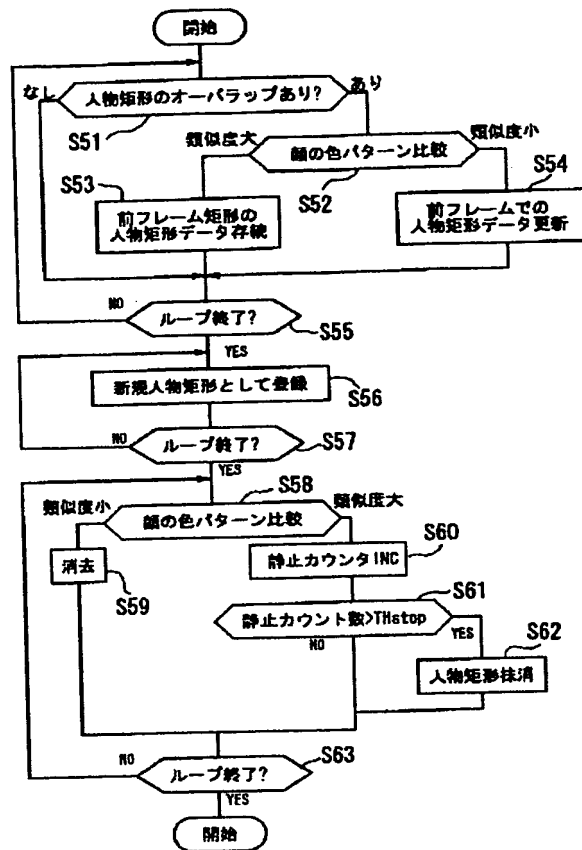 開始
なし
人物矩形のオーバラップあり?
あり
S51
類似度大
顔の色パターン比較
類似度小
S52
S53
S54
前フレーム矩形の
人物矩形データ存続
前フレームでの
人物矩形データ更新
NO
ループ終了?
S55
YES
新規人物矩形として登録
S56
NO
ループ終了?
S57
YES
S58
類似度小
顔の色パターン比較
類似度大
消去
S59
静止カウンタINC
S60
S61
静止カウント数>THstop
YES
NO
S62
人物矩形抹消
NO
ループ終了?
S63
YES
開始